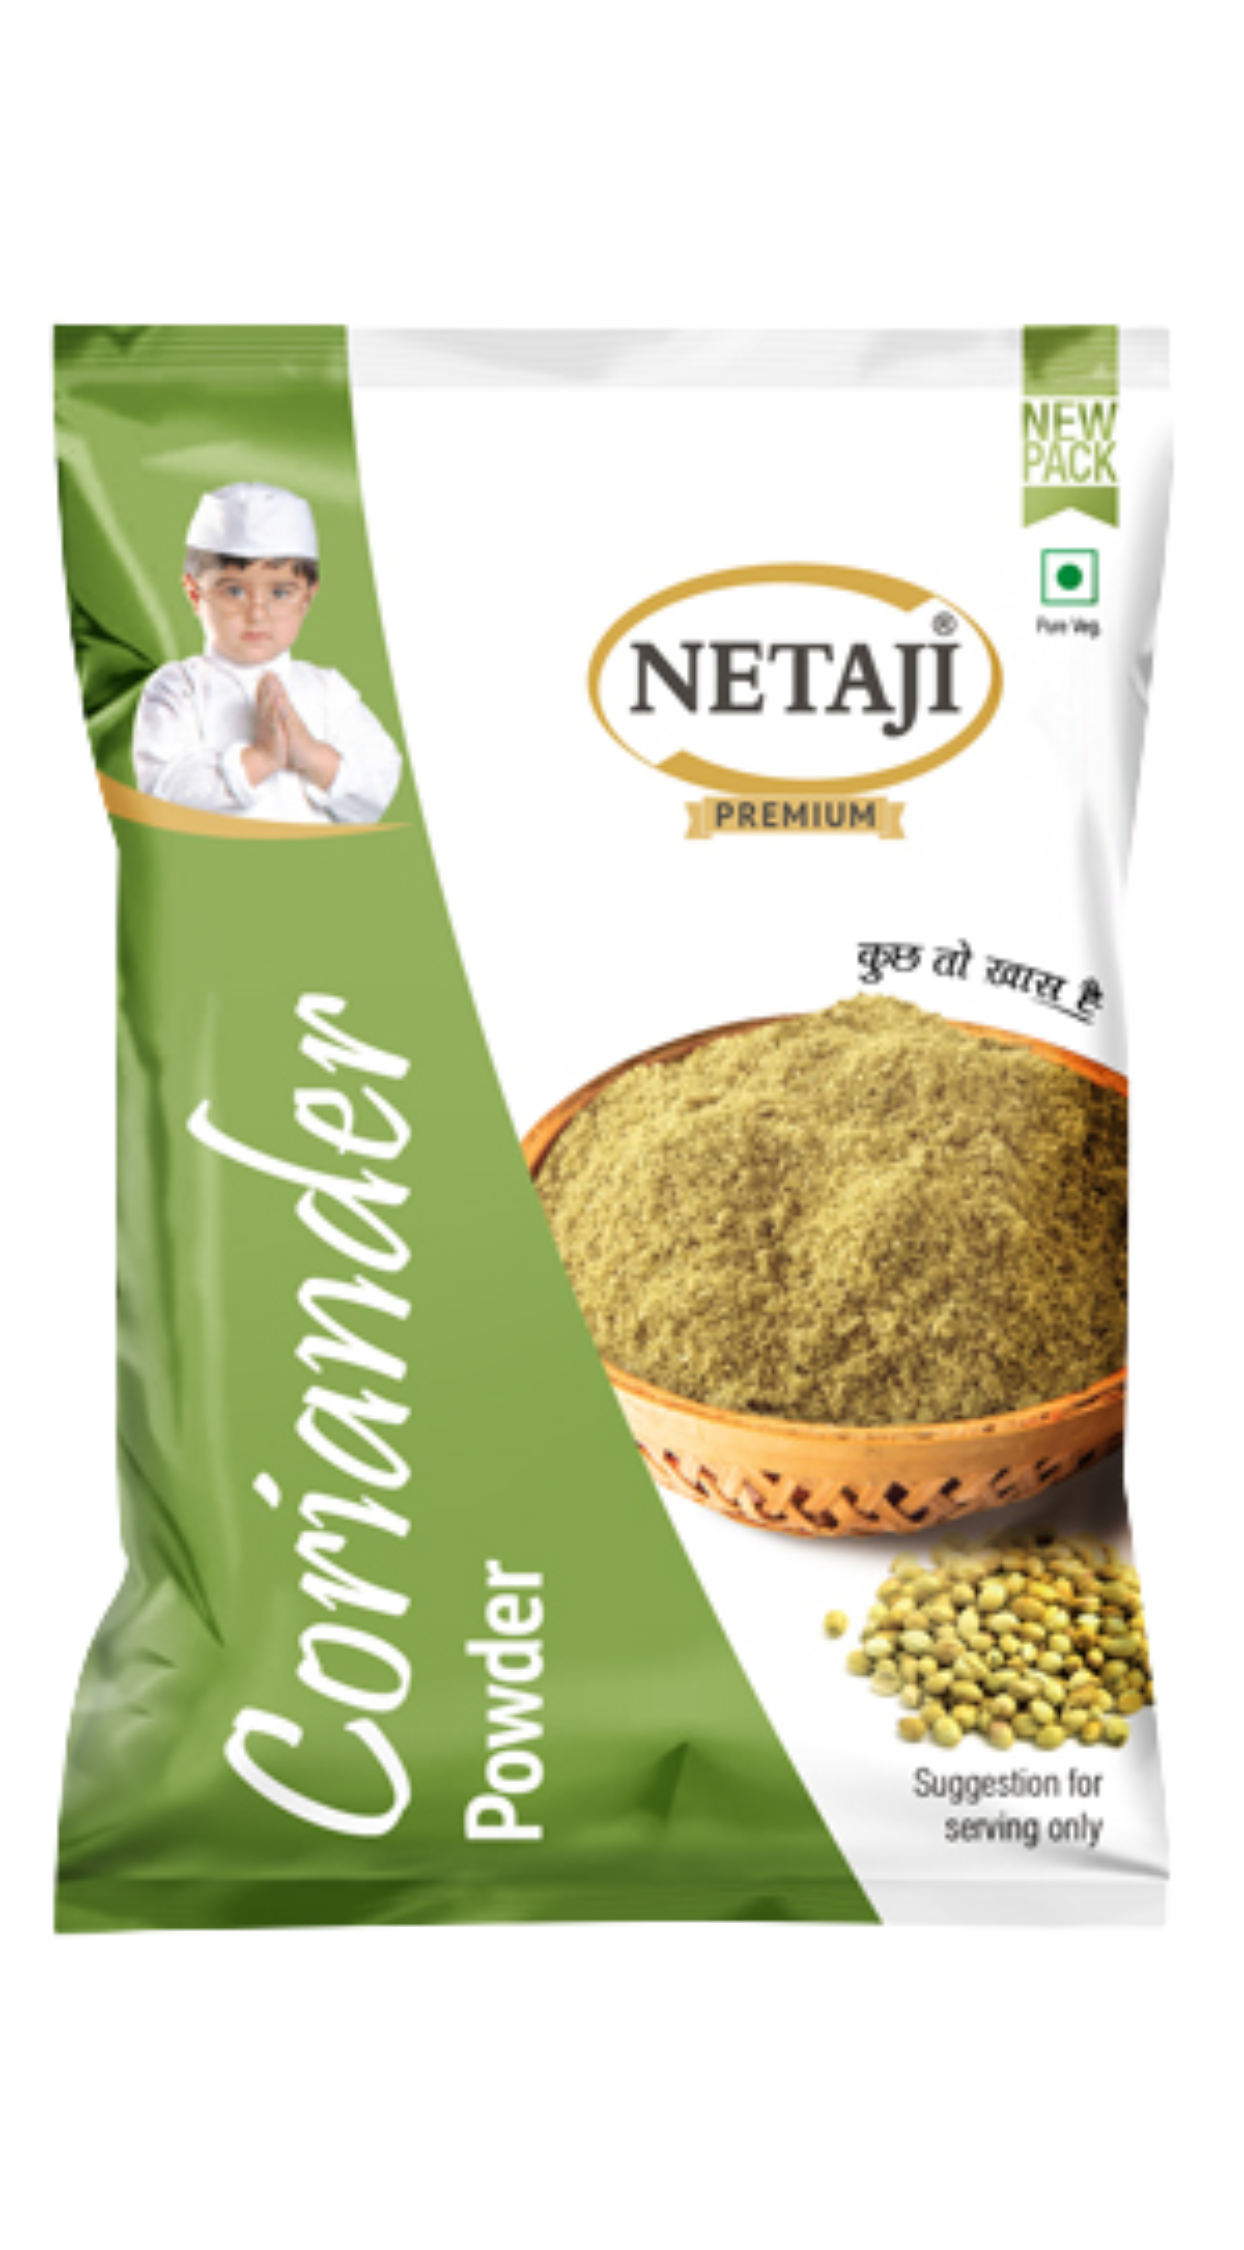 NEW
PACK
Pure Veg.
NETAJI®
PREMIUM
कुछ तो खास है
Coriander
Powder
Suggestion for
serving only